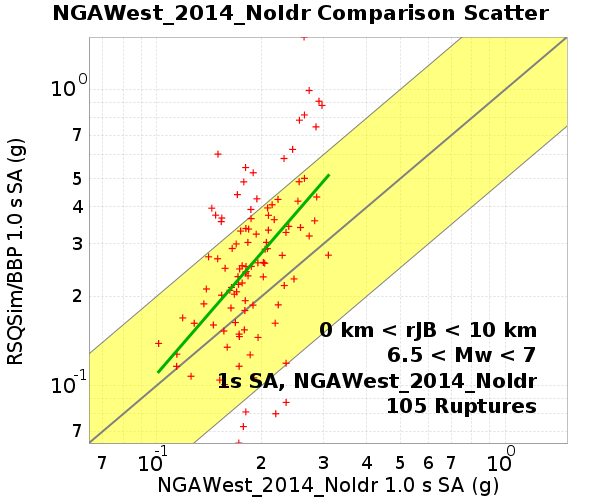 NGAWest_2014_NoIdr Comparison Scatter
RSQSim/BBP 1.0 s SA (g)
10^0
7
5
4
3
2
10^-1
7
0 km < rJB < 10 km
6.5 < Mw < 7
1s SA, NGAWest_2014_NoIdr
105 Ruptures
7 10^-1 2 3 4 5 6 7 10^0
NGAWest_2014_NoIdr 1.0 s SA (g)